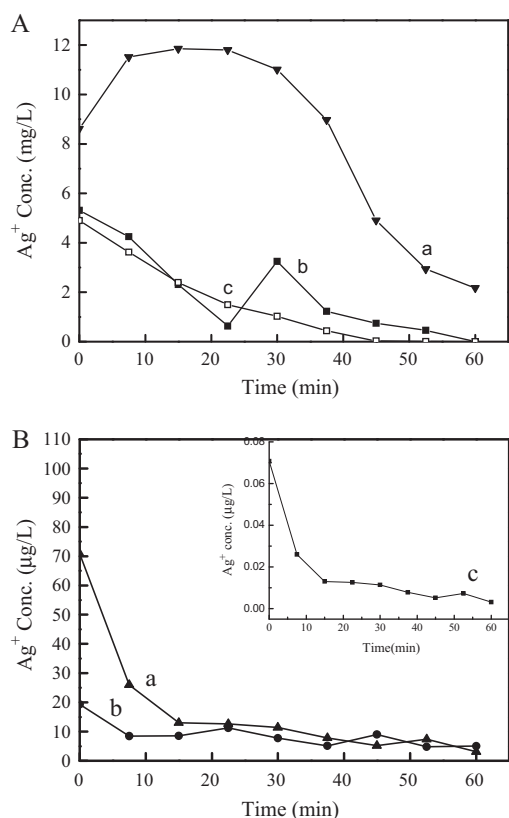 A
Ag+ Conc. (mg/L)
12
10
8
6
4
2
0
a
b
c
0 10 20 30 40 50 60
Time (min)
B
Ag+ Conc. (µg/L)
110
100
90
80
70
60
50
40
30
20
10
0
a
b
0 10 20 30 40 50 60
Time (min)
Ag+ conc. (µg/L)
0.08
0.06
0.04
0.02
0.00
c
0 10 20 30 40 50 60
Time(min)